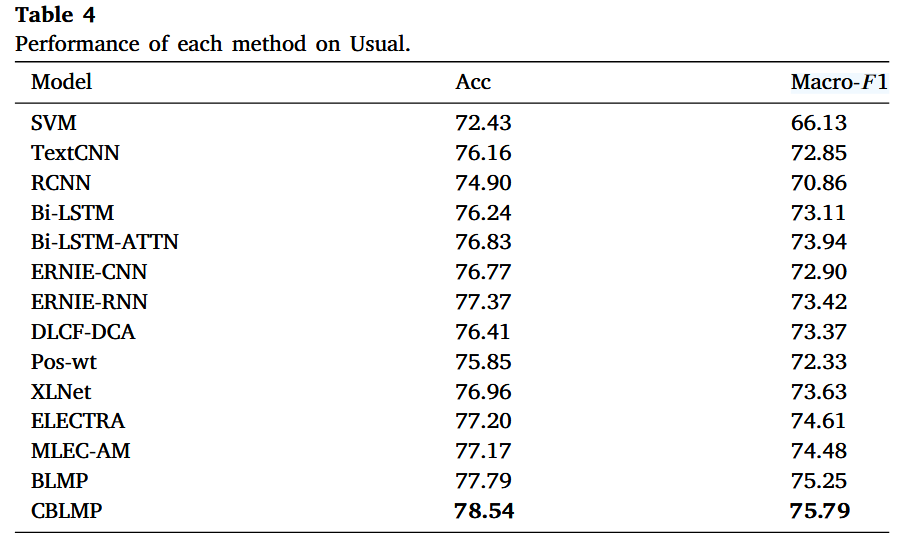 Table 4
Performance of each method on Usual.
Model Acc Macro-F1
SVM 72.43 66.13
TextCNN 76.16 72.85
RCNN 74.90 70.86
Bi-LSTM 76.24 73.11
Bi-LSTM-ATTN 76.83 73.94
ERNIE-CNN 76.77 72.90
ERNIE-RNN 77.37 73.42
DLCF-DCA 76.41 73.37
Pos-wt 75.85 72.33
XLNet 76.96 73.63
ELECTRA 77.20 74.61
MLEC-AM 77.17 74.48
BLMP 77.79 75.25
CBLMP 78.54 75.79